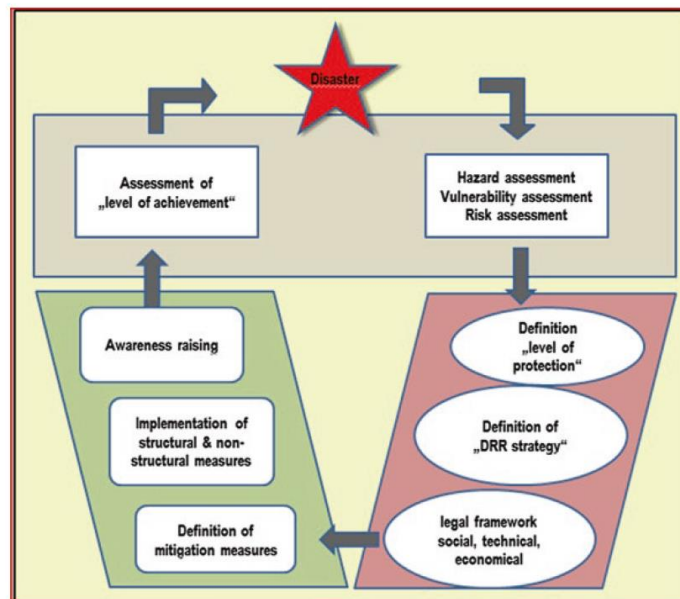 Disaster
Assessment of
„level of achievement“
Hazard assessment
Vulnerability assessment
Risk assessment
Awareness raising
Definition
„level of
protection“
Implementation of
structural & non-
structural measures
Definition of
„DRR strategy“
Definition of
mitigation measures
legal framework
social, technical,
economical